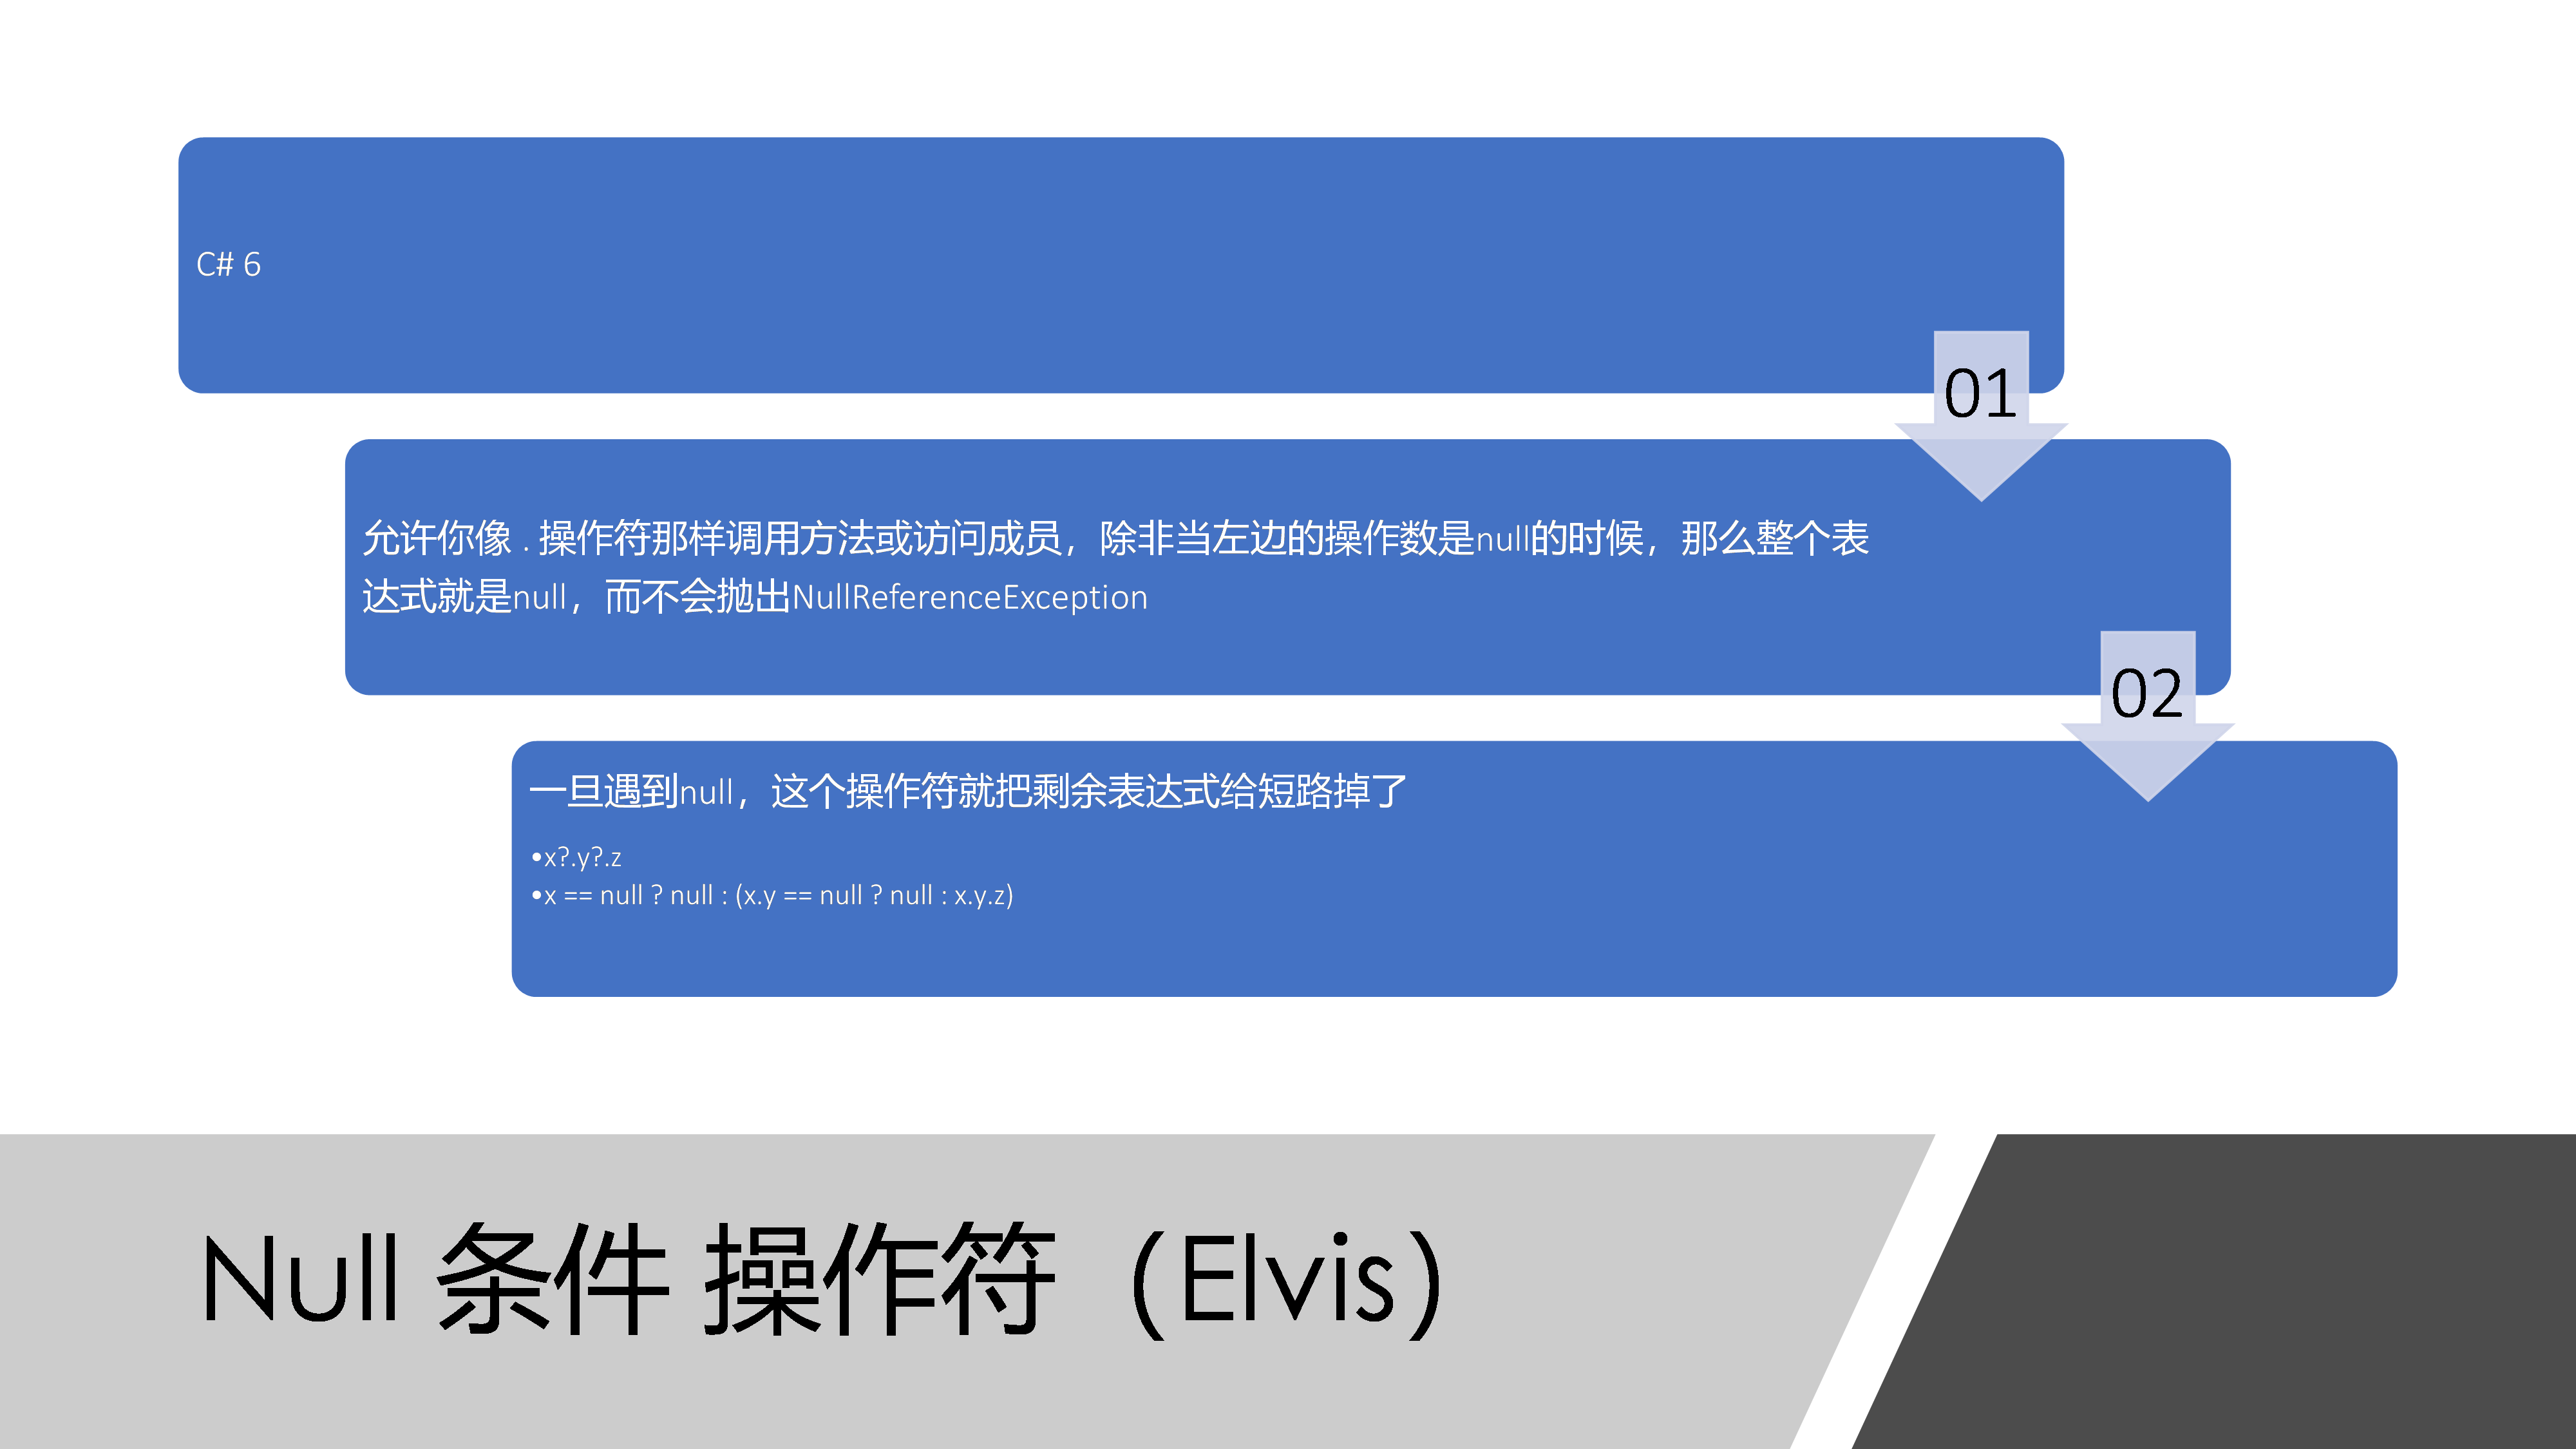 C# 6
01
允许你像 . 操作符那样调用方法或访问成员，除非当左边的操作数是null的时候，那么整个表
达式就是null，而不会抛出NullReferenceException
02
一旦遇到null，这个操作符就把剩余表达式给短路掉了
•x?.y?.z
•x == null ? null : (x.y == null ? null : x.y.z)
Null 条件 操作符（Elvis）